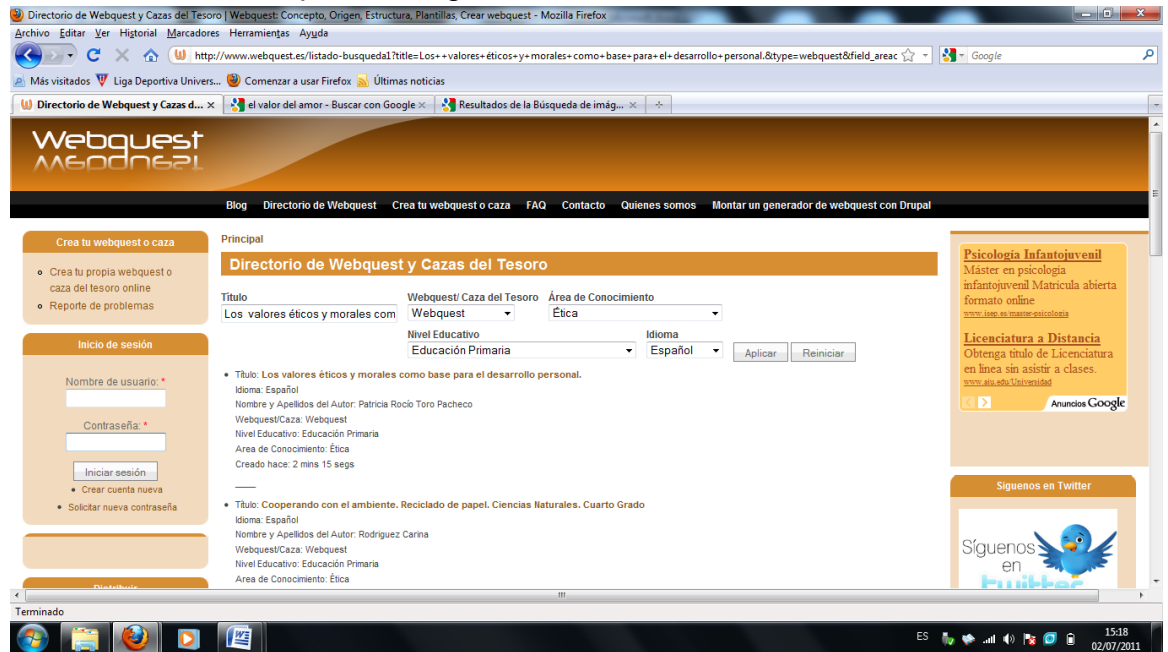 Directorio de Webquest y Cazas del Tesoro | Webquest: Concepto, Origen, Estructura, Plantillas, Crear webquest - Mozilla Firefox
Archivo Editar Ver Historial Marcadores Herramientas Ayuda
http://www.webquest.es/listado-busqueda1?title=Los++valores+éticos+y+morales+como+base+para+el+desarrollo+personal.&type=webquest&field_areac
Google
Más visitados Liga Deportiva Univers... Comenzar a usar Firefox Últimas noticias
Directorio de Webquest y Cazas d... el valor del amor - Buscar con Google Resultados de la Búsqueda de imág...
Webquest
Blog Directorio de Webquest Crea tu webquest o caza FAQ Contacto Quienes somos Montar un generador de webquest con Drupal
Crea tu webquest o caza
Crea tu propia webquest o
caza del tesoro online
Reporte de problemas
Inicio de sesión
Nombre de usuario: *
Contraseña: *
Iniciar sesión
Crear cuenta nueva
Solicitar nueva contraseña
Distribuir
Principal
Directorio de Webquest y Cazas del Tesoro
Titulo Webquest/ Caza del Tesoro Área de Conocimiento
Los valores éticos y morales com Webquest Ética
Nivel Educativo Idioma
Educación Primaria Español Aplicar Reiniciar
Título: Los valores éticos y morales como base para el desarrollo personal.
Idioma: Español
Nombre y Apellidos del Autor: Patricia Rocío Toro Pacheco
Webquest/Caza: Webquest
Nivel Educativo: Educación Primaria
Area de Conocimiento: Ética
Creado hace: 2 mins 15 segs
Título: Cooperando con el ambiente. Reciclado de papel. Ciencias Naturales. Cuarto Grado
Idioma: Español
Nombre y Apellidos del Autor: Rodriguez Carina
Webquest/Caza: Webquest
Nivel Educativo: Educación Primaria
Area de Conocimiento: Ética
Psicología Infantojuvenil
Máster en psicologia
infantojuvenil Matricula abierta
formato online
www.isep.es/master-psicologia
Licenciatura a Distancia
Obtenga titulo de Licenciatura
en linea sin asistir a clases.
www.aiu.edu/Universidad
Anuncios Google
Siguenos en Twitter
Síguenos
en
twitter
Terminado
ES
15:18
02/07/2011